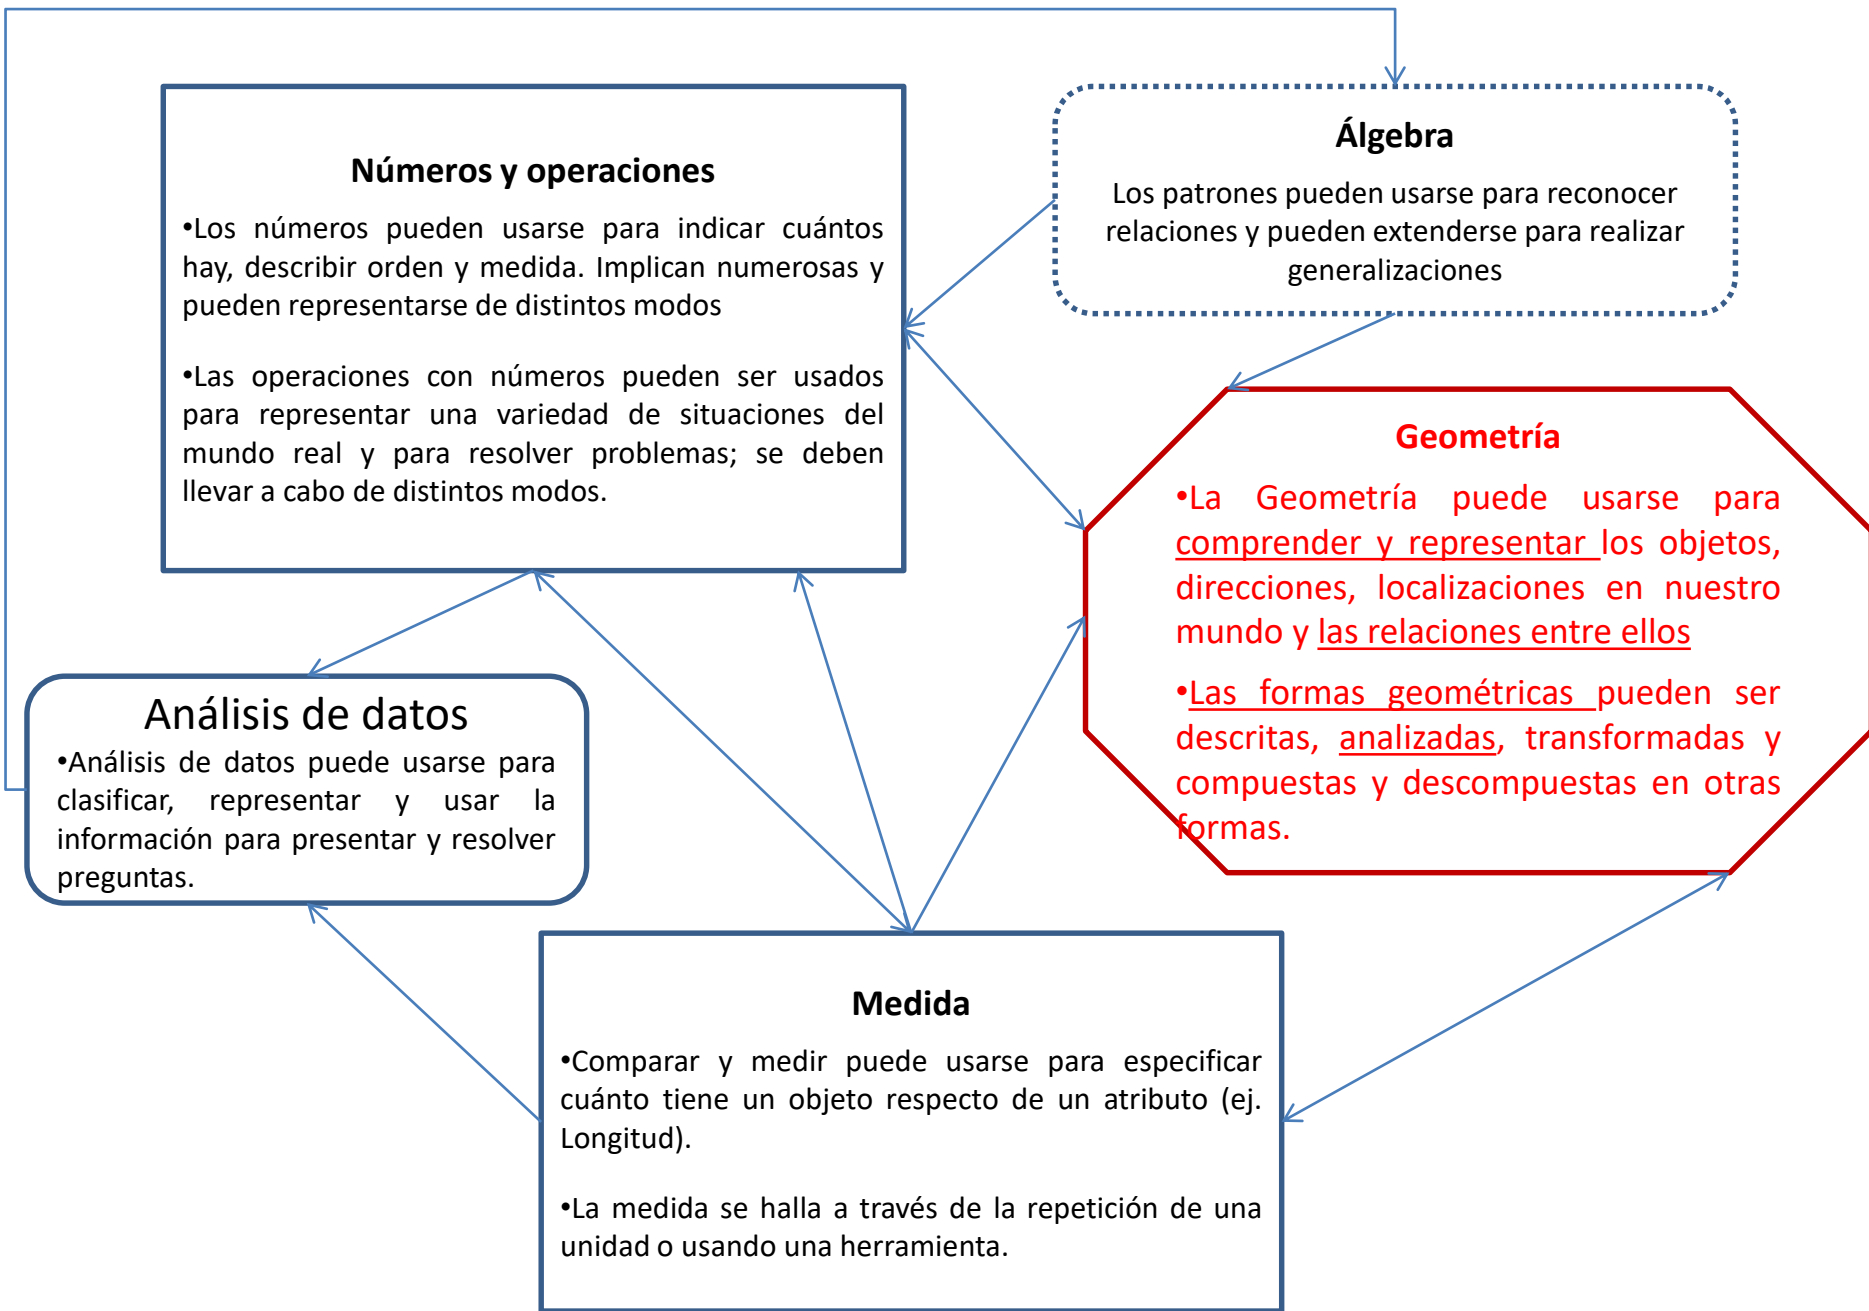 Números y operaciones
•Los números pueden usarse para indicar cuántos
hay, describir orden y medida. Implican numerosas y
pueden representarse de distintos modos
•Las operaciones con números pueden ser usados
para representar una variedad de situaciones del
mundo real y para resolver problemas; se deben
llevar a cabo de distintos modos.
Álgebra
Los patrones pueden usarse para reconocer
relaciones y pueden extenderse para realizar
generalizaciones
Geometría
•La Geometría puede usarse para
comprender y representar los objetos,
direcciones, localizaciones en nuestro
mundo y las relaciones entre ellos
•Las formas geométricas pueden ser
descritas, analizadas, transformadas y
compuestas y descompuestas en otras
formas.
Análisis de datos
•Análisis de datos puede usarse para
clasificar, representar y usar la
información para presentar y resolver
preguntas.
Medida
•Comparar y medir puede usarse para especificar
cuánto tiene un objeto respecto de un atributo (ej.
Longitud).
•La medida se halla a través de la repetición de una
unidad o usando una herramienta.